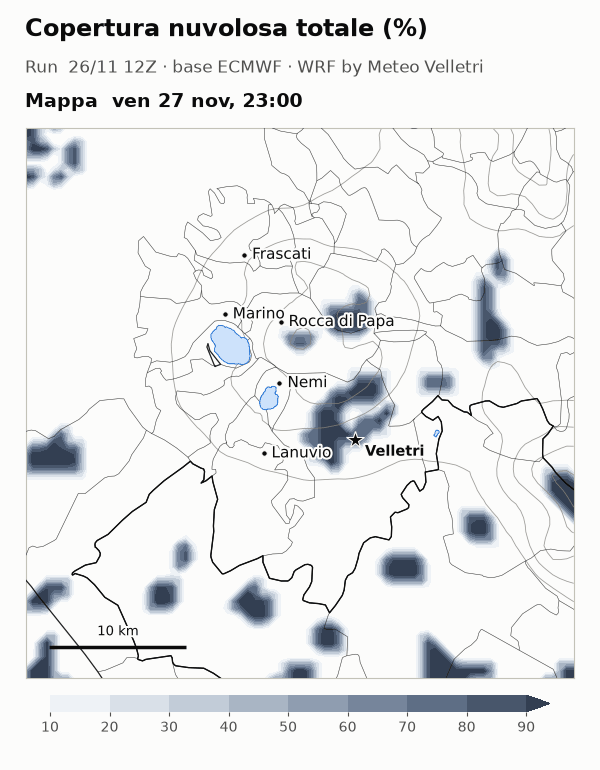 Copertura nuvolosa totale (%)
Run  26/11 12Z · base ECMWF · WRF by Meteo Velletri
Mappa  ven 27 nov, 23:00
Frascati
Marino
Rocca di Papa
Nemi
Velletri
Lanuvio
10 km
10 20 30 40 50 60 70 80 90